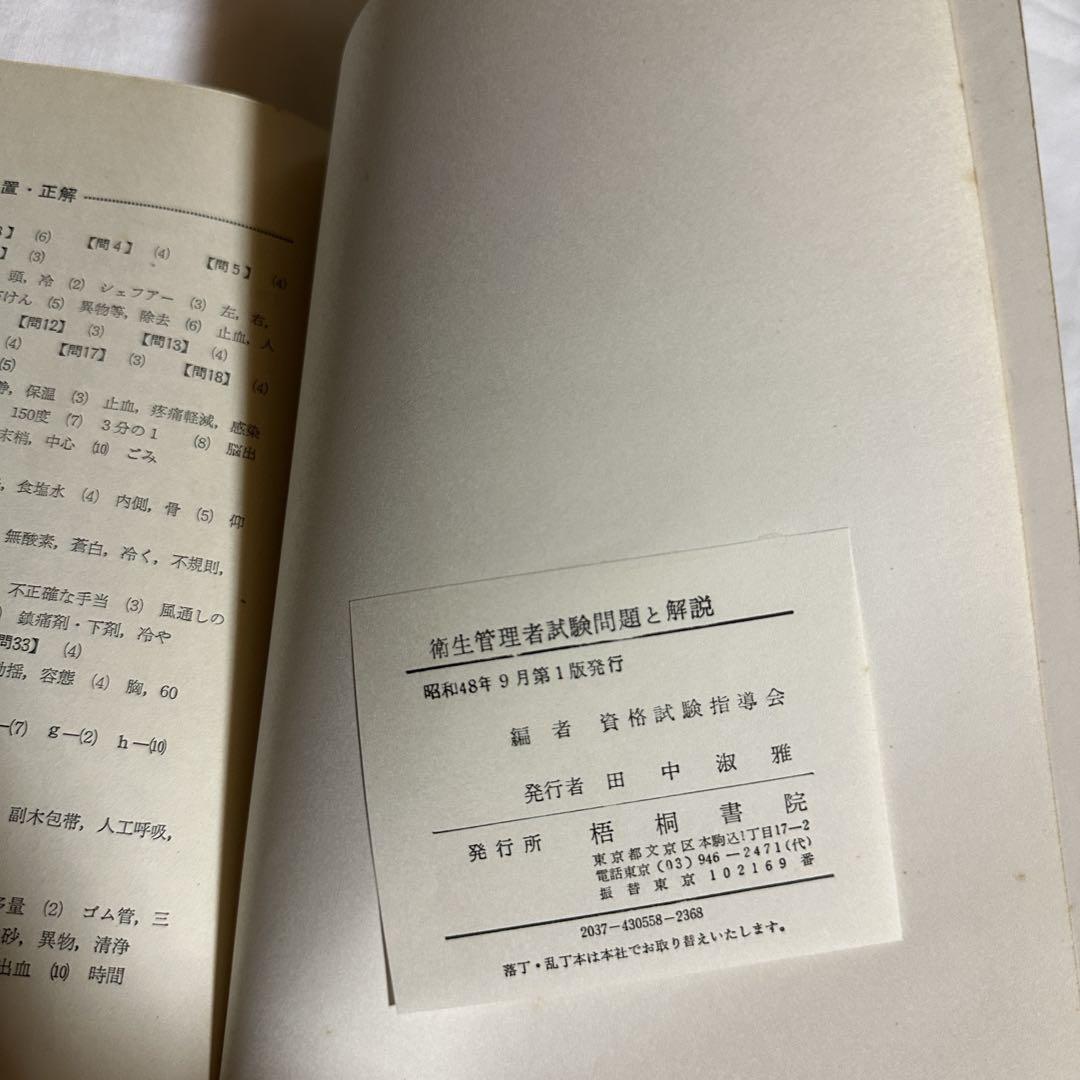 置・正解
】 (6) 【問4】 (4) 【問5】 (4)
】 (3)
頭，冷 (2) シェフアー (3) 左，右，
けん (5) 異物等，除去 (6) 止血，人
【問12】 (3) 【問13】 (4)
(4) 【問17】 (3) 【問18】 (4)
(5)
静，保温 (3) 止血，疼痛軽減，感染
150度 (7) 3分の1 (8) 脳出
末梢，中心 (10) ごみ
，食塩水 (4) 内側，骨 (5) 仰
無酸素，蒼白，冷く，不規則，
不正確な手当 (3) 風通しの
鎮痛剤・下剤，冷や
問33】 (4)
動揺，容態 (4) 胸，60
―(7) g―(2) h―(10)
副木包帯，人工呼吸，
多量 (2) ゴム管，三
砂，異物，清浄
出血 (10) 時間
衛生管理者試験問題と解説
昭和48年9月第1版発行
編者 資格試験指導会
発行者 田中淑雅
発行所 梧桐書院
東京都文京区本駒込1丁目17―2
電話東京(03)946―2471(代)
振替東京102169番
2037―430558―2368
落丁・乱丁本は本社でお取り替えいたします。